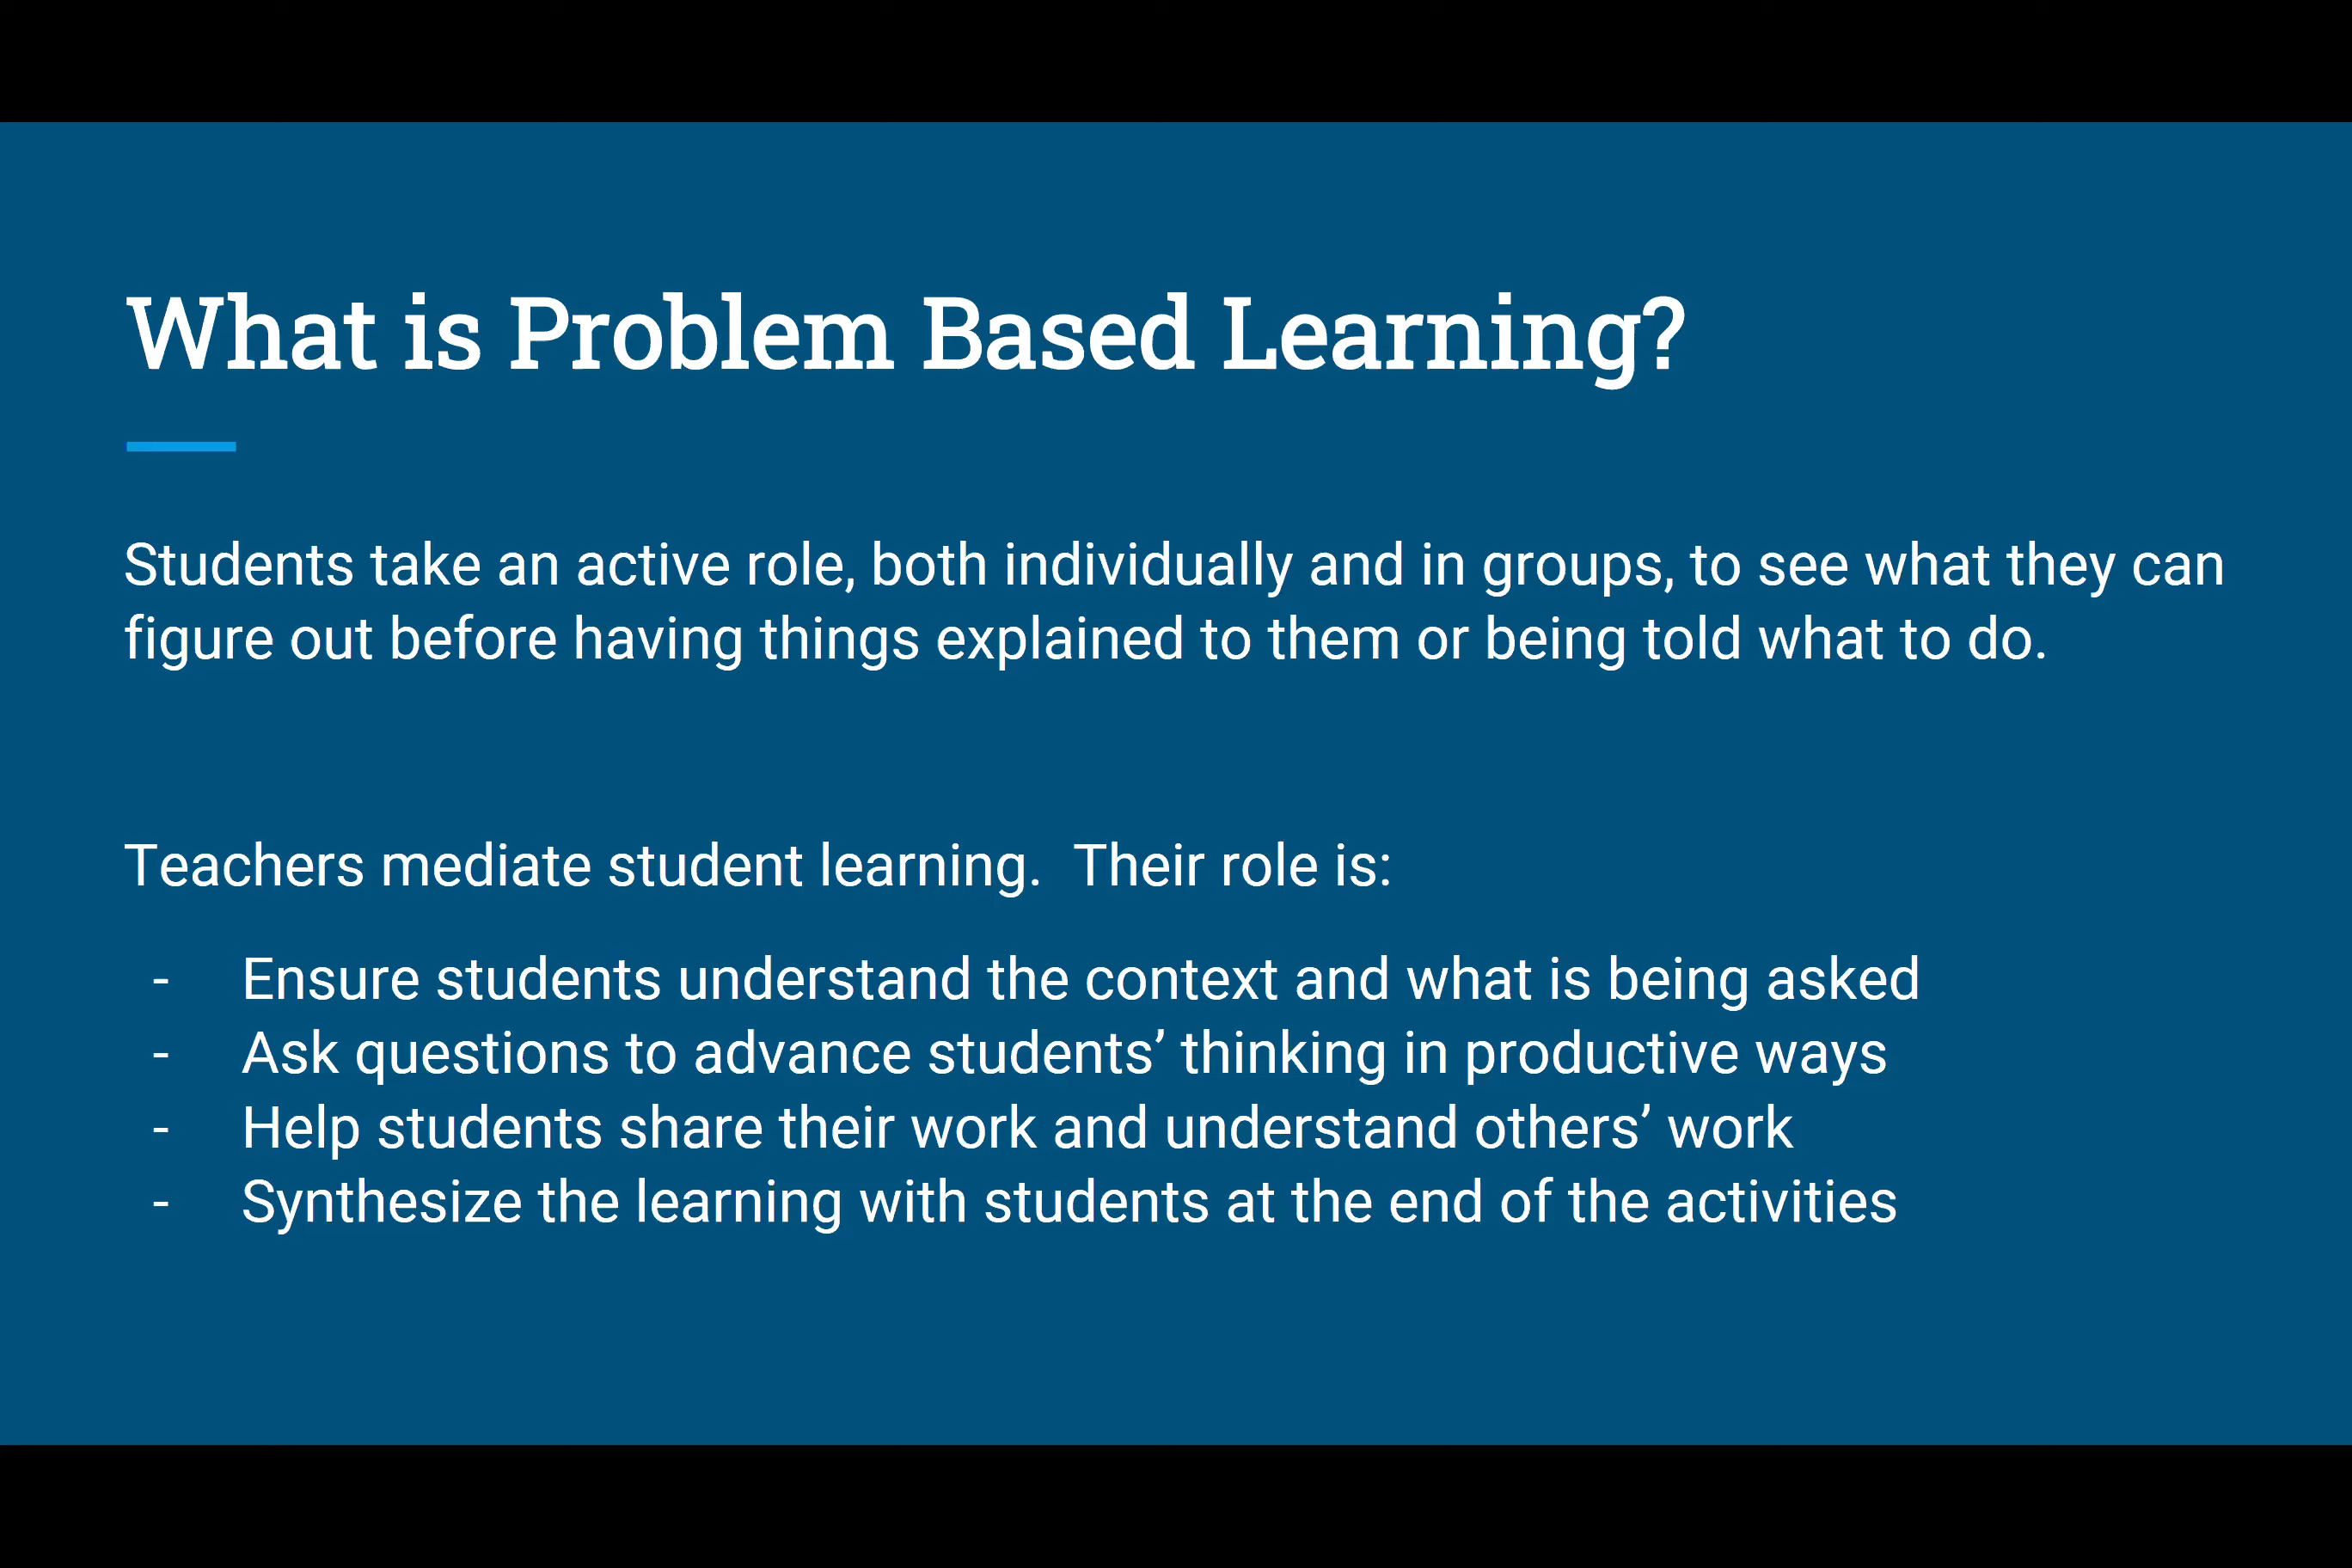 What is Problem Based Learning?
Students take an active role, both individually and in groups, to see what they can
figure out before having things explained to them or being told what to do.
Teachers mediate student learning.  Their role is:
- Ensure students understand the context and what is being asked
- Ask questions to advance students’ thinking in productive ways
- Help students share their work and understand others’ work
- Synthesize the learning with students at the end of the activities